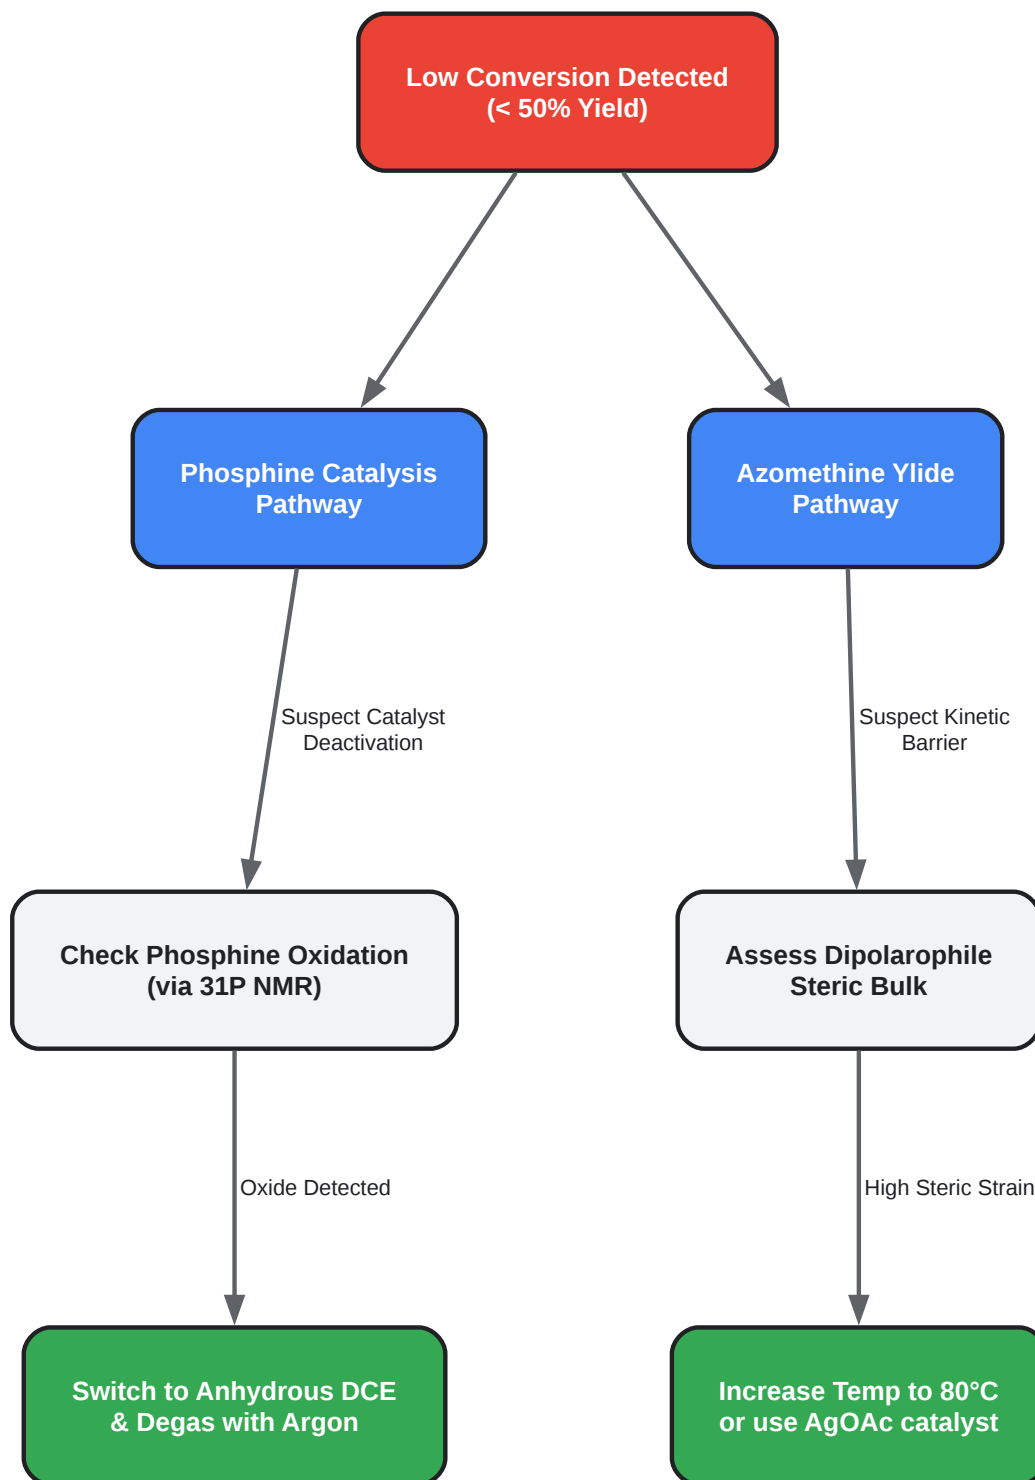 Low Conversion Detected
(< 50% Yield)
Phosphine Catalysis
Pathway
Azomethine Ylide
Pathway
Suspect Catalyst
Deactivation
Suspect Kinetic
Barrier
Check Phosphine Oxidation
(via 31P NMR)
Assess Dipolarophile
Steric Bulk
Oxide Detected
High Steric Strain
Switch to Anhydrous DCE
& Degas with Argon
Increase Temp to 80°C
or use AgOAc catalyst